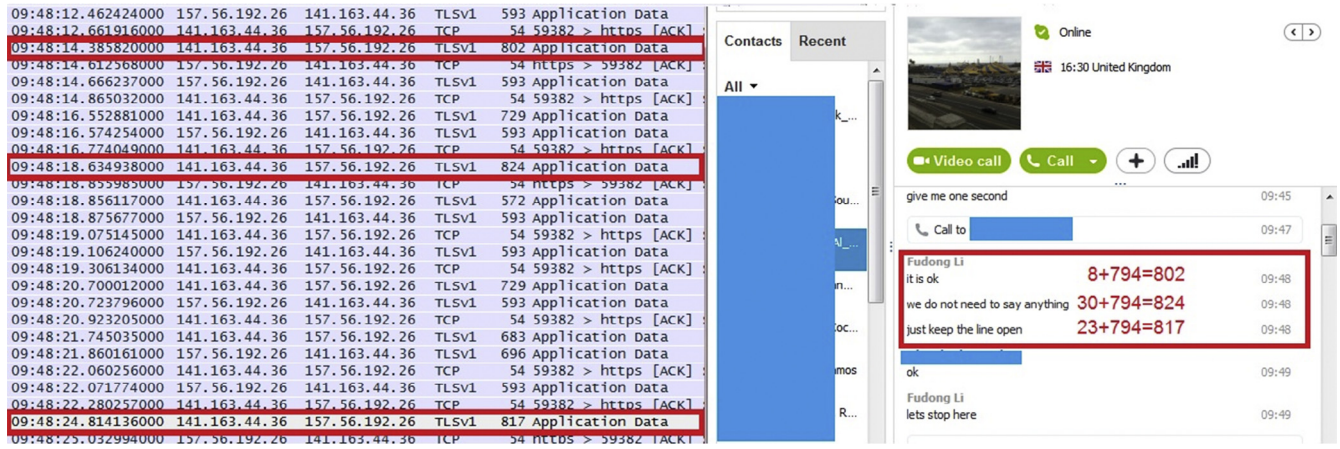 09:48:12.462424000 157.56.192.26 141.163.44.36 TLSv1 593 Application Data
09:48:12.661916000 141.163.44.36 157.56.192.26 TCP 54 59382 > https [ACK]
09:48:14.385820000 141.163.44.36 157.56.192.26 TLSv1 802 Application Data
09:48:14.612568000 157.56.192.26 141.163.44.36 TCP 54 https > 59382 [ACK]
09:48:14.666237000 157.56.192.26 141.163.44.36 TLSv1 593 Application Data
09:48:14.865032000 141.163.44.36 157.56.192.26 TCP 54 59382 > https [ACK]
09:48:16.552881000 141.163.44.36 157.56.192.26 TLSv1 729 Application Data
09:48:16.574254000 157.56.192.26 141.163.44.36 TLSv1 593 Application Data
09:48:16.774049000 141.163.44.36 157.56.192.26 TCP 54 59382 > https [ACK]
09:48:18.634938000 141.163.44.36 157.56.192.26 TLSv1 824 Application Data
09:48:18.855985000 157.56.192.26 141.163.44.36 TCP 54 https > 59382 [ACK]
09:48:18.856117000 141.163.44.36 157.56.192.26 TLSv1 572 Application Data
09:48:18.875677000 157.56.192.26 141.163.44.36 TLSv1 593 Application Data
09:48:19.075145000 141.163.44.36 157.56.192.26 TCP 54 59382 > https [ACK]
09:48:19.106240000 157.56.192.26 141.163.44.36 TLSv1 593 Application Data
09:48:19.306134000 141.163.44.36 157.56.192.26 TCP 54 59382 > https [ACK]
09:48:20.700012000 141.163.44.36 157.56.192.26 TLSv1 729 Application Data
09:48:20.723796000 157.56.192.26 141.163.44.36 TLSv1 593 Application Data
09:48:20.923205000 141.163.44.36 157.56.192.26 TCP 54 59382 > https [ACK]
09:48:21.745035000 141.163.44.36 157.56.192.26 TLSv1 683 Application Data
09:48:21.860161000 157.56.192.26 141.163.44.36 TLSv1 696 Application Data
09:48:22.060256000 141.163.44.36 157.56.192.26 TCP 54 59382 > https [ACK]
09:48:22.071774000 157.56.192.26 141.163.44.36 TLSv1 593 Application Data
09:48:22.280257000 141.163.44.36 157.56.192.26 TCP 54 59382 > https [ACK]
09:48:24.814136000 141.163.44.36 157.56.192.26 TLSv1 817 Application Data
09:48:25.032994000 157.56.192.26 141.163.44.36 TCP 54 https > 59382 [ACK]
Contacts Recent
All
k_...
ou...
AI_...
n...
oc...
mos
R...
Online
16:30 United Kingdom
Video call Call
give me one second 09:45
Call to 09:47
Fudong Li
it is ok 8+794=802 09:48
we do not need to say anything 30+794=824 09:48
just keep the line open 23+794=817 09:48
ok 09:49
Fudong Li
lets stop here 09:49